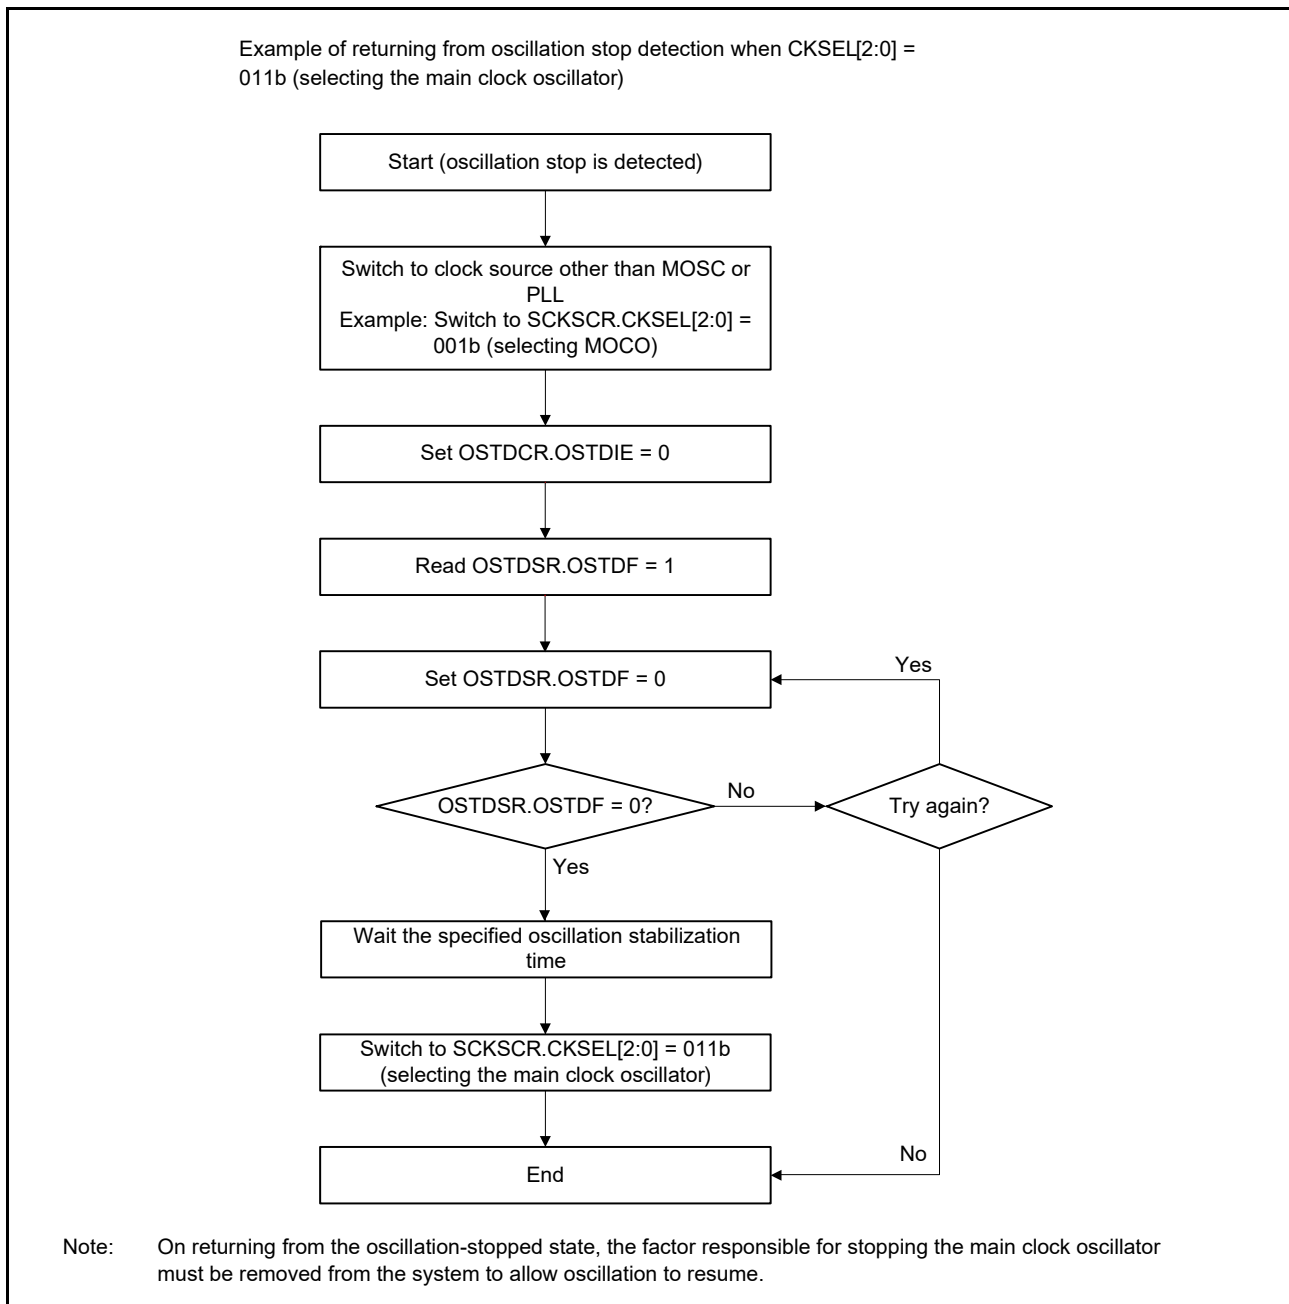 Example of returning from oscillation stop detection when CKSEL[2:0] =
011b (selecting the main clock oscillator)
Start (oscillation stop is detected)
Switch to clock source other than MOSC or
PLL
Example: Switch to SCKSCR.CKSEL[2:0] =
001b (selecting MOCO)
Set OSTDCR.OSTDIE = 0
Read OSTDSR.OSTDF = 1
Set OSTDSR.OSTDF = 0
Yes
OSTDSR.OSTDF = 0?
No
Try again?
Yes
Wait the specified oscillation stabilization
time
Switch to SCKSCR.CKSEL[2:0] = 011b
(selecting the main clock oscillator)
No
End
Note: On returning from the oscillation-stopped state, the factor responsible for stopping the main clock oscillator
must be removed from the system to allow oscillation to resume.